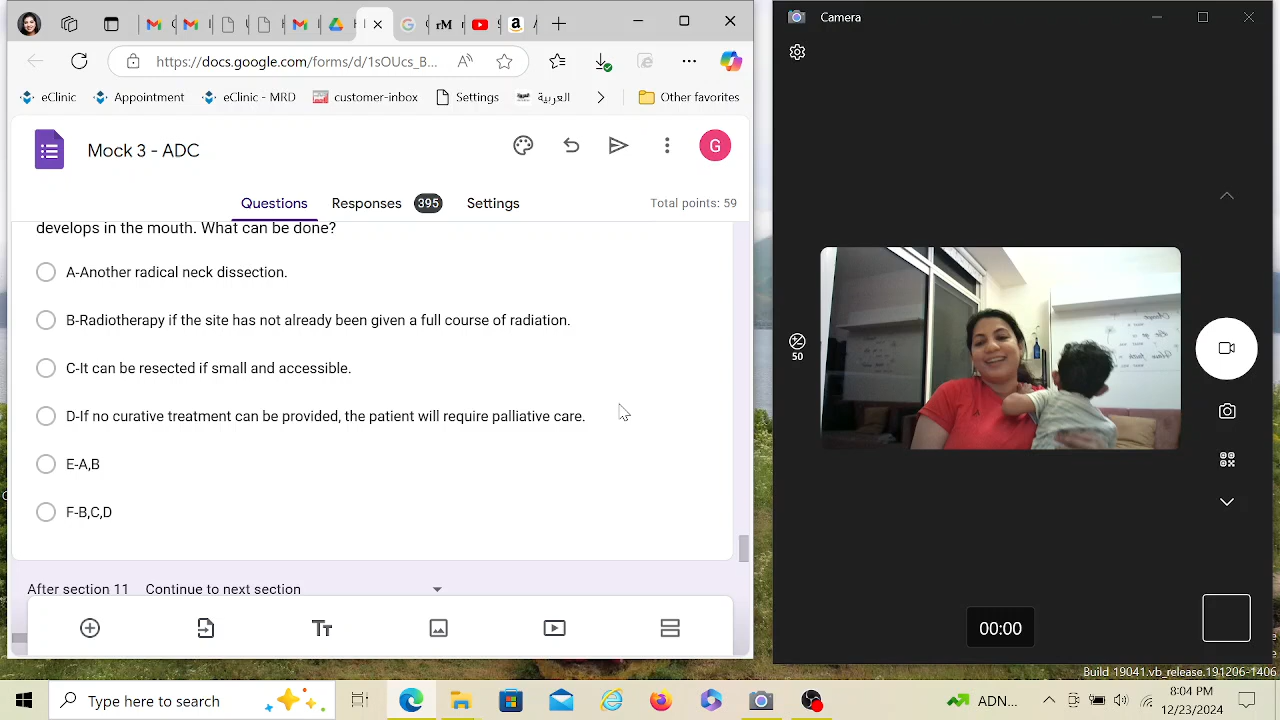 https://docs.google.com/forms/d/1sOUcs_B...
eClinic
Appointment
eClinic - MRD
customer-inbox
Settings
العربية
Other favorites
Mock 3 - ADC
G
Questions
Responses
395
Settings
Total points: 59
develops in the mouth. What can be done?
A-Another radical neck dissection.
-Radiotherapy if the site has not already been given a full course of radiation.
C-It can be resected if small and accessible.
D-If no curative treatment can be provided, the patient will require palliative care.
E-A,B
F-B,C,D
After section 11
Continue to next section
Camera
50
00:00
Build 19041.vb_release.191206-1406
Type here to search
ADN...
8:04 PM
12/23/2024